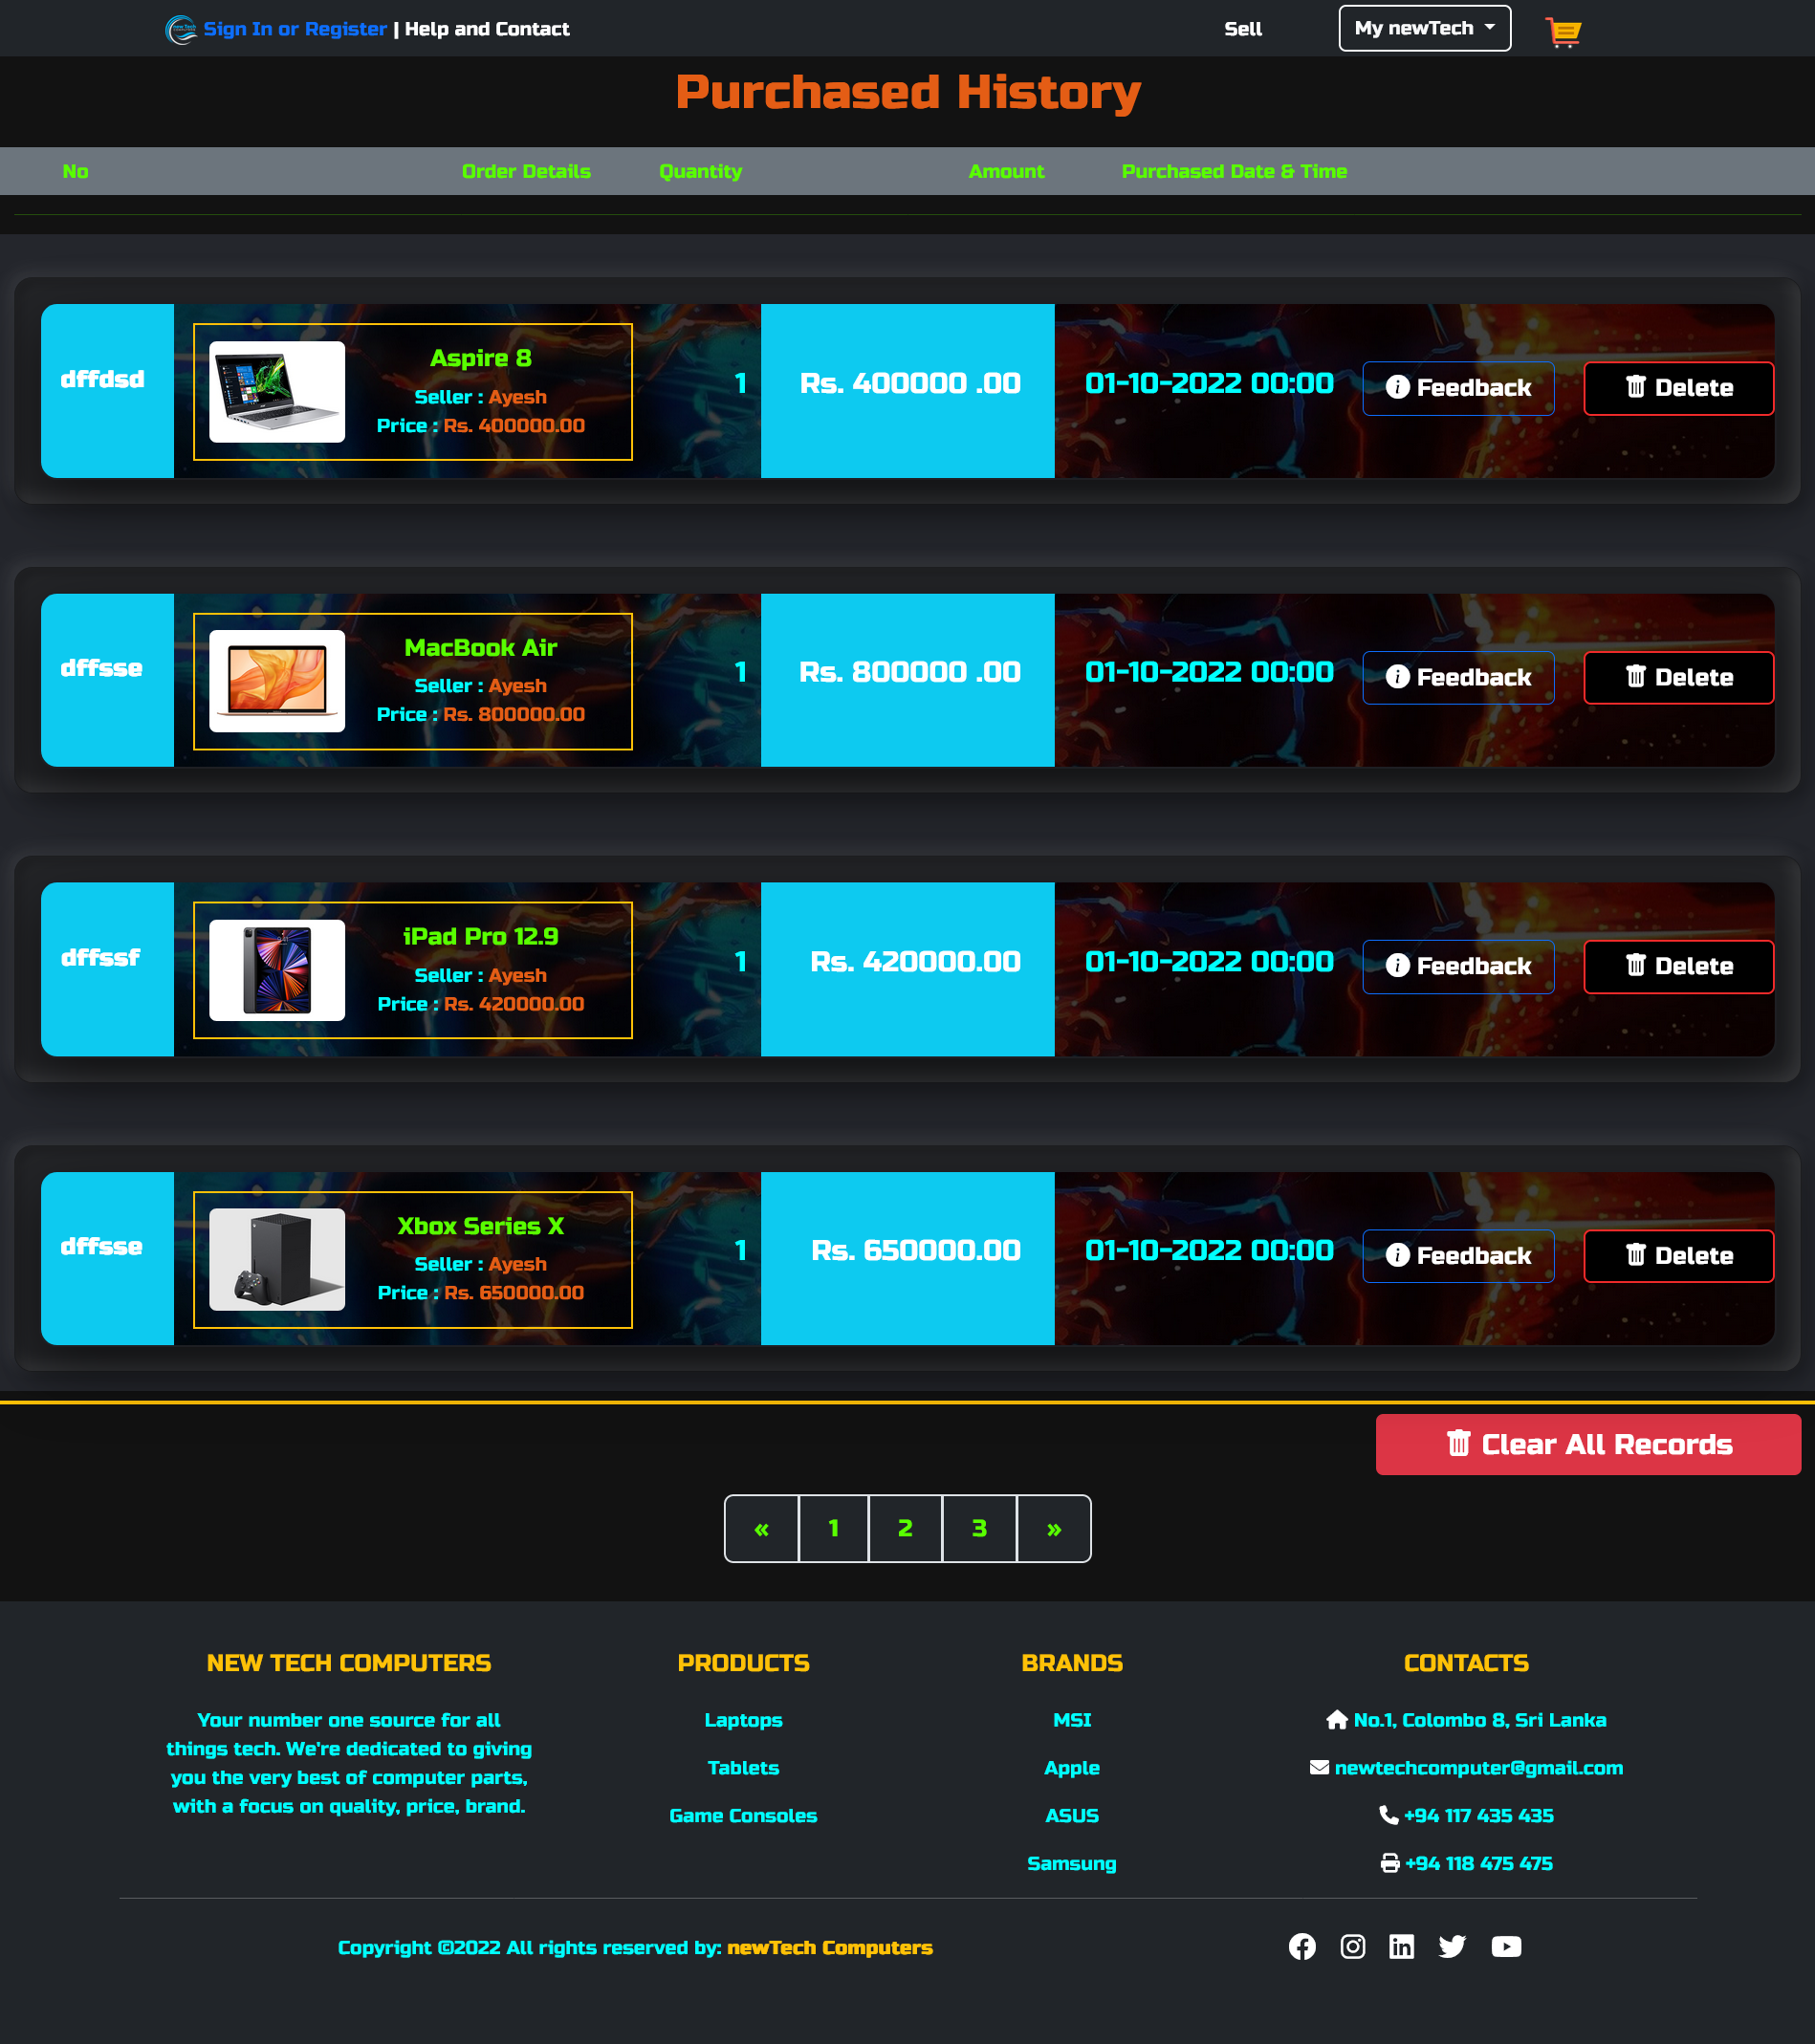 Sign In or Register | Help and Contact
Sell
My newTech
Purchased History
No
Order Details
Quantity
Amount
Purchased Date & Time
dffdsd
Aspire 8
Seller : Ayesh
Price : Rs. 400000.00
1
Rs. 400000 .00
01-10-2022 00:00
Feedback
Delete
dffsse
MacBook Air
Seller : Ayesh
Price : Rs. 800000.00
1
Rs. 800000 .00
01-10-2022 00:00
Feedback
Delete
dffssf
iPad Pro 12.9
Seller : Ayesh
Price : Rs. 420000.00
1
Rs. 420000.00
01-10-2022 00:00
Feedback
Delete
dffsse
Xbox Series X
Seller : Ayesh
Price : Rs. 650000.00
1
Rs. 650000.00
01-10-2022 00:00
Feedback
Delete
Clear All Records
« 1 2 3 »
NEW TECH COMPUTERS
Your number one source for all
things tech. We're dedicated to giving
you the very best of computer parts,
with a focus on quality, price, brand.
PRODUCTS
Laptops
Tablets
Game Consoles
BRANDS
MSI
Apple
ASUS
Samsung
CONTACTS
No.1, Colombo 8, Sri Lanka
newtechcomputer@gmail.com
+94 117 435 435
+94 118 475 475
Copyright ©2022 All rights reserved by: newTech Computers